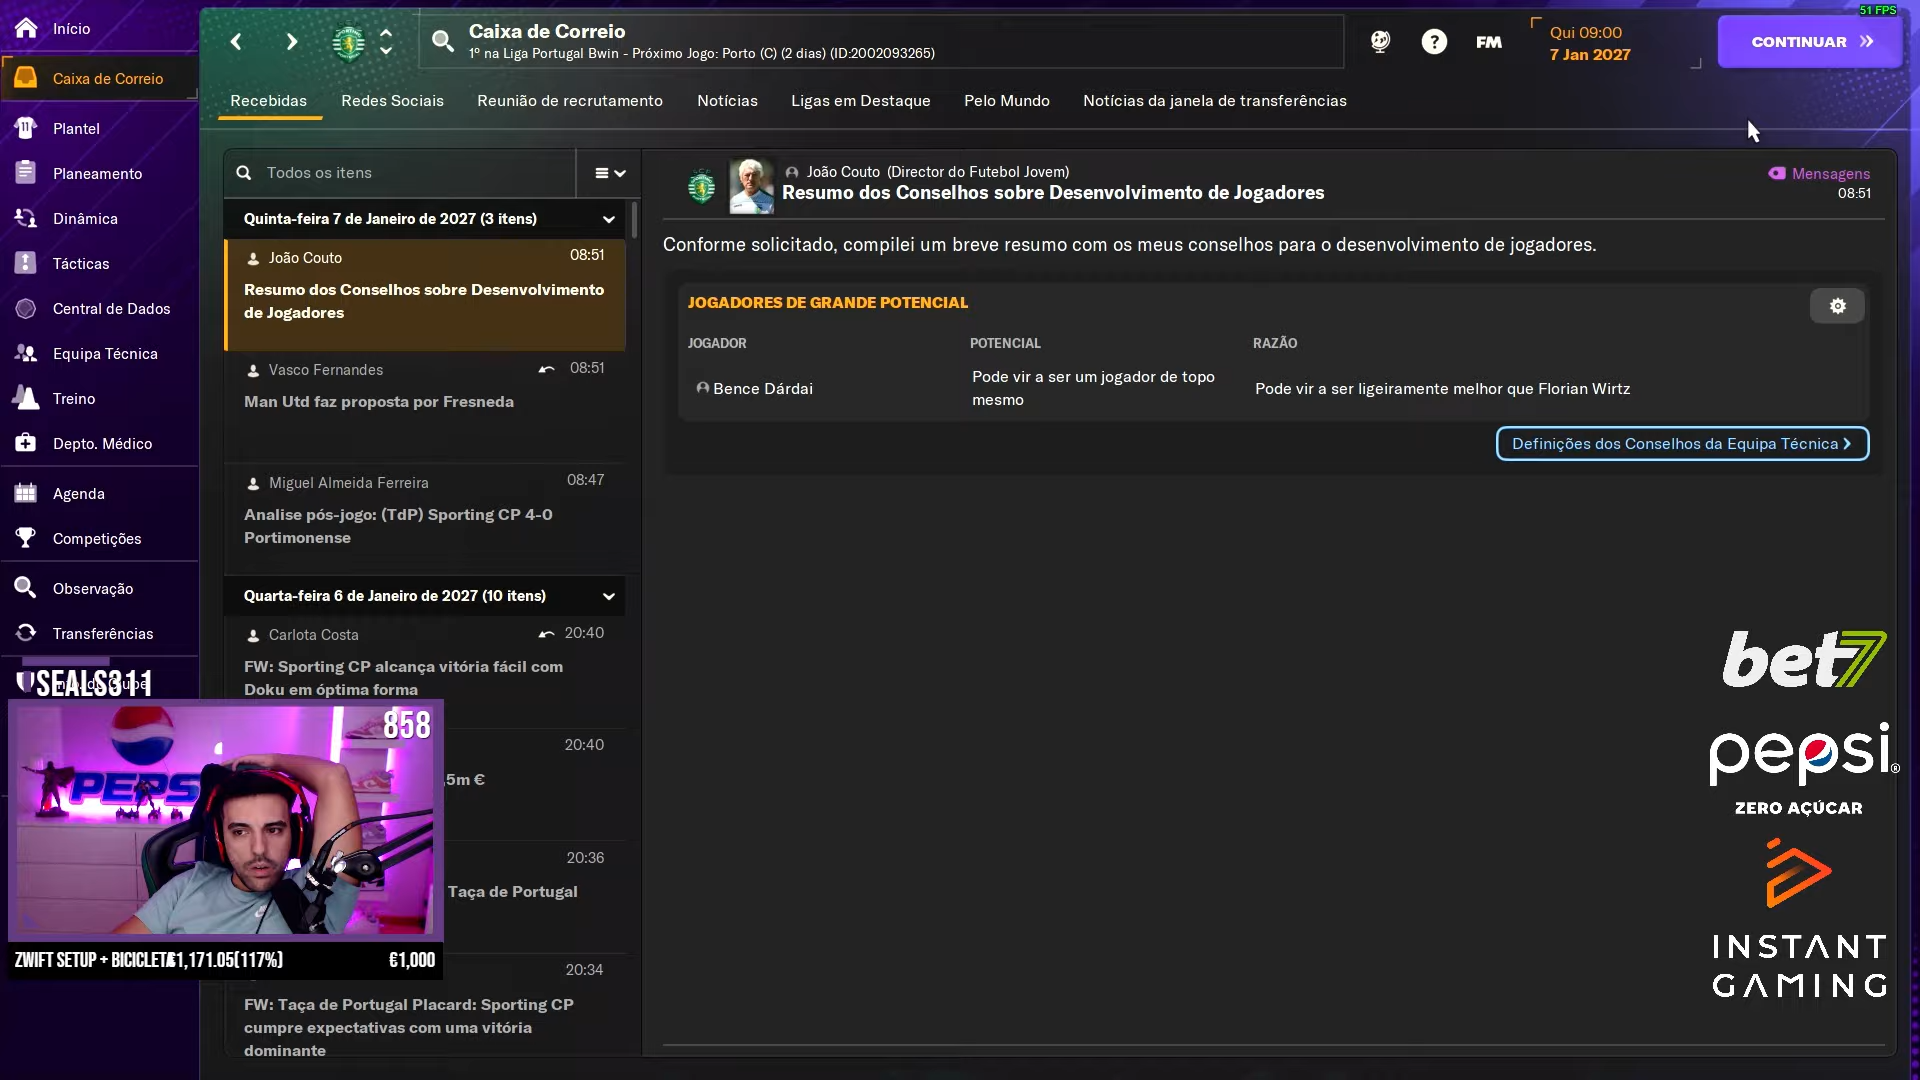 51 FPS
Início
Caixa de Correio
Plantel
Planeamento
Dinâmica
Tácticas
Central de Dados
Equipa Técnica
Treino
Depto. Médico
Agenda
Competições
Observação
Transferências
Caixa de Correio
1º na Liga Portugal Bwin - Próximo Jogo: Porto (C) (2 dias) (ID:2002093265)
?
FM
Qui 09:00
7 Jan 2027
CONTINUAR
Recebidas
Redes Sociais
Reunião de recrutamento
Notícias
Ligas em Destaque
Pelo Mundo
Notícias da janela de transferências
Todos os itens
Quinta-feira 7 de Janeiro de 2027 (3 itens)
João Couto 08:51
Resumo dos Conselhos sobre Desenvolvimento
de Jogadores
Vasco Fernandes 08:51
Man Utd faz proposta por Fresneda
Miguel Almeida Ferreira 08:47
Analise pós-jogo: (TdP) Sporting CP 4-0
Portimonense
Quarta-feira 6 de Janeiro de 2027 (10 itens)
Carlota Costa 20:40
FW: Sporting CP alcança vitória fácil com
Doku em óptima forma
20:40
,5m €
20:36
Taça de Portugal
20:34
FW: Taça de Portugal Placard: Sporting CP
cumpre expectativas com uma vitória
dominante
João Couto (Director do Futebol Jovem)
Resumo dos Conselhos sobre Desenvolvimento de Jogadores
Mensagens
08:51
Conforme solicitado, compilei um breve resumo com os meus conselhos para o desenvolvimento de jogadores.
JOGADORES DE GRANDE POTENCIAL
JOGADOR POTENCIAL RAZÃO
Bence Dárdai
Pode vir a ser um jogador de topo
mesmo
Pode vir a ser ligeiramente melhor que Florian Wirtz
Definições dos Conselhos da Equipa Técnica
SEALS311
858
PEPS
ZWIFT SETUP + BICICLETA €1,171.05(117%) €1,000
bet7
pepsi®
ZERO AÇÚCAR
INSTANT
GAMING